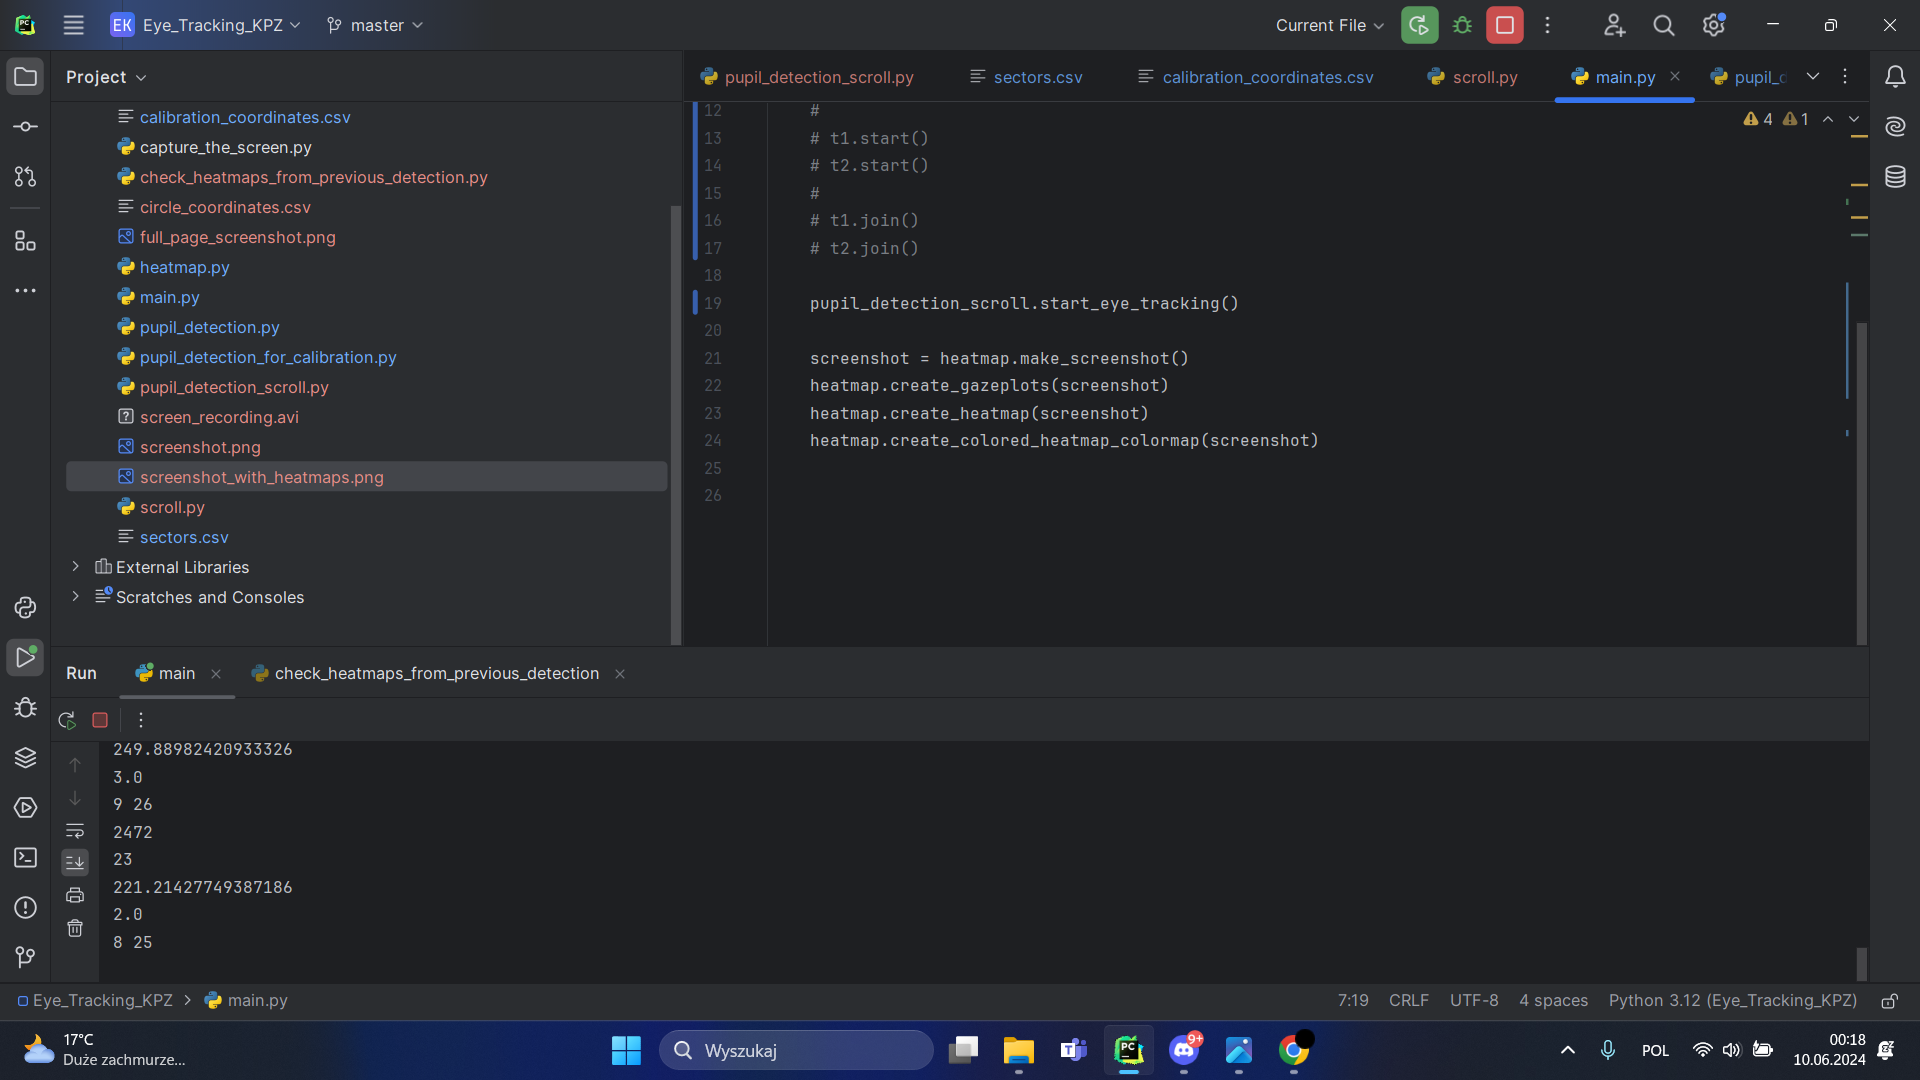 EK Eye_Tracking_KPZ master Current File
Project
calibration_coordinates.csv
capture_the_screen.py
check_heatmaps_from_previous_detection.py
circle_coordinates.csv
full_page_screenshot.png
heatmap.py
main.py
pupil_detection.py
pupil_detection_for_calibration.py
pupil_detection_scroll.py
screen_recording.avi
screenshot.png
screenshot_with_heatmaps.png
scroll.py
sectors.csv
External Libraries
Scratches and Consoles
pupil_detection_scroll.py sectors.csv calibration_coordinates.csv scroll.py main.py pupil_d
4 1
12 #
13 # t1.start()
14 # t2.start()
15 #
16 # t1.join()
17 # t2.join()
18
19 pupil_detection_scroll.start_eye_tracking()
20
21 screenshot = heatmap.make_screenshot()
22 heatmap.create_gazeplots(screenshot)
23 heatmap.create_heatmap(screenshot)
24 heatmap.create_colored_heatmap_colormap(screenshot)
25
26
Run main check_heatmaps_from_previous_detection
249.88982420933326
3.0
9 26
2472
23
221.21427749387186
2.0
8 25
Eye_Tracking_KPZ main.py 7:19 CRLF UTF-8 4 spaces Python 3.12 (Eye_Tracking_KPZ)
17°C
Duże zachmurze...
Wyszukaj
PC
9+
POL
00:18
10.06.2024